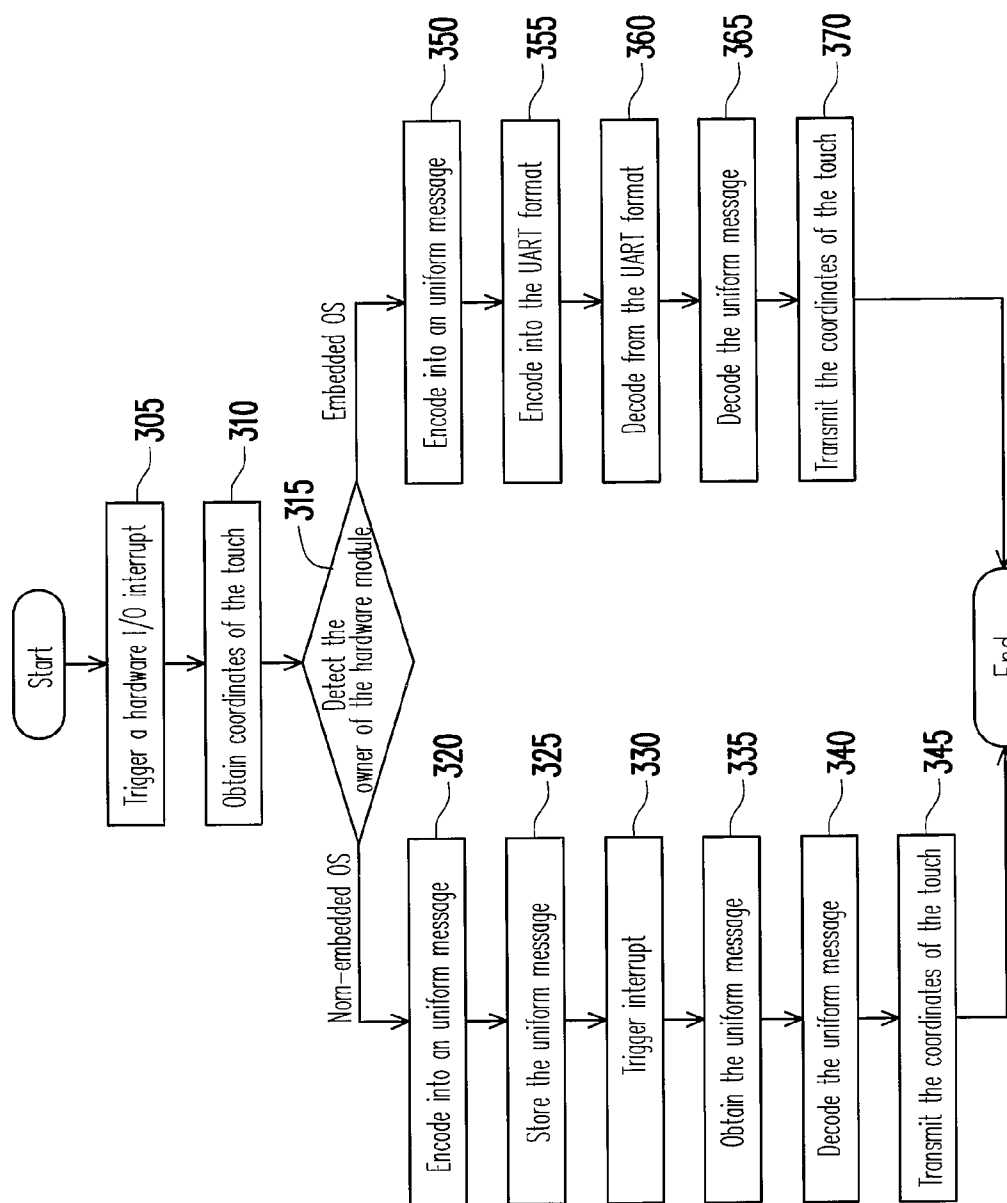 Start
Trigger a hardware I/O interrupt
305
Obtain coordinates of the touch
310
Detect the
owner of the hardware module
315
Nom-embedded OS
Encode into an uniform message
320
Store the uniform message
325
Trigger interrupt
330
Obtain the uniform message
335
Decode the uniform message
340
Transmit the coordinates of the touch
345
Embedded OS
Encode into an uniform message
350
Encode into the UART format
355
Decode from the UART format
360
Decode the uniform message
365
Transmit the coordinates of the touch
370
End